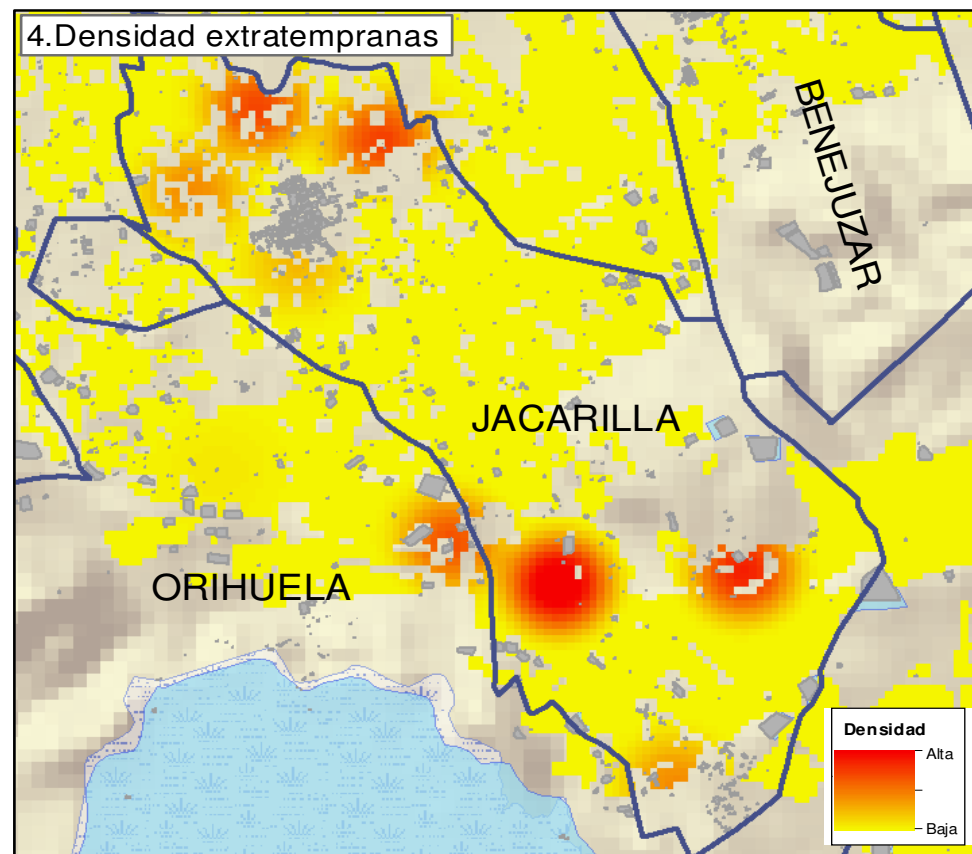 4.Densidad extratempranas
BENEJUZAR
JACARILLA
ORIHUELA
Densidad
Alta
Baja